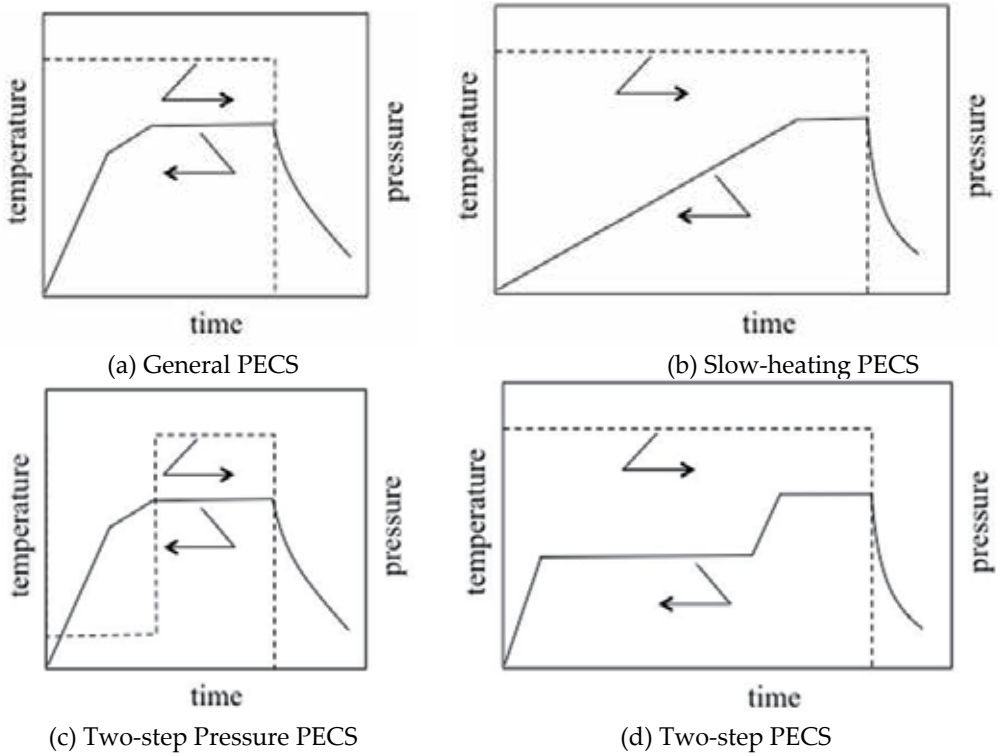 temperature
pressure
time
(a) General PECS
temperature
pressure
time
(b) Slow-heating PECS
temperature
pressure
time
(c) Two-step Pressure PECS
temperature
pressure
time
(d) Two-step PECS